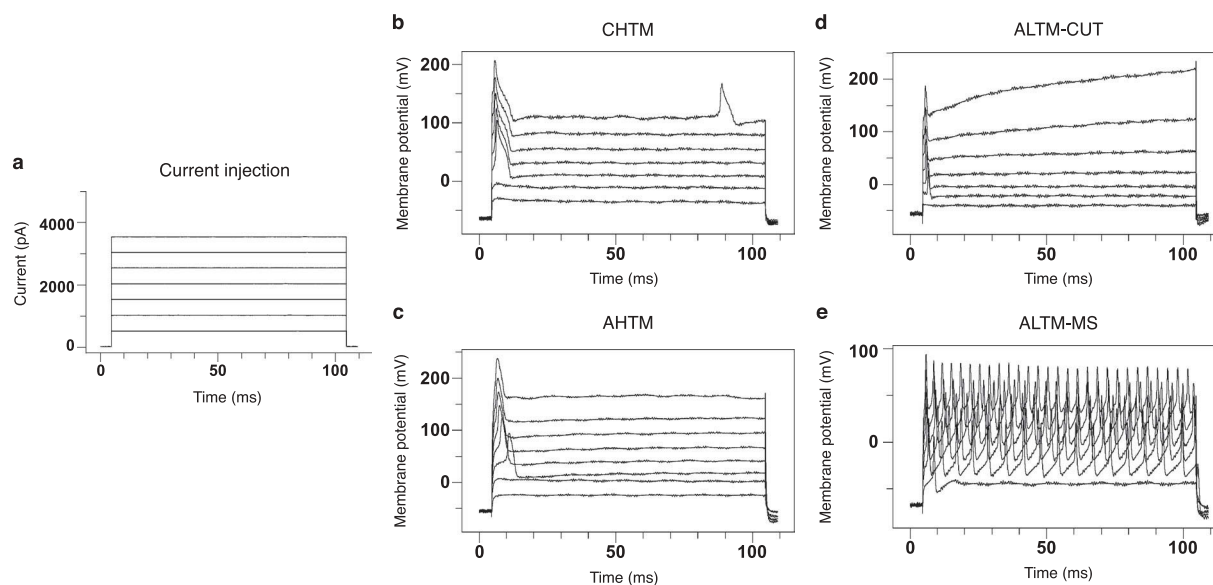 a
Current injection
Current (pA)
4000
2000
0
0
50
100
Time (ms)
b
CHTM
Membrane potential (mV)
200
100
0
0
50
100
Time (ms)
c
AHTM
Membrane potential (mV)
200
100
0
0
50
100
Time (ms)
d
ALTM-CUT
Membrane potential (mV)
200
100
0
0
50
100
Time (ms)
e
ALTM-MS
Membrane potential (mV)
100
0
0
50
100
Time (ms)